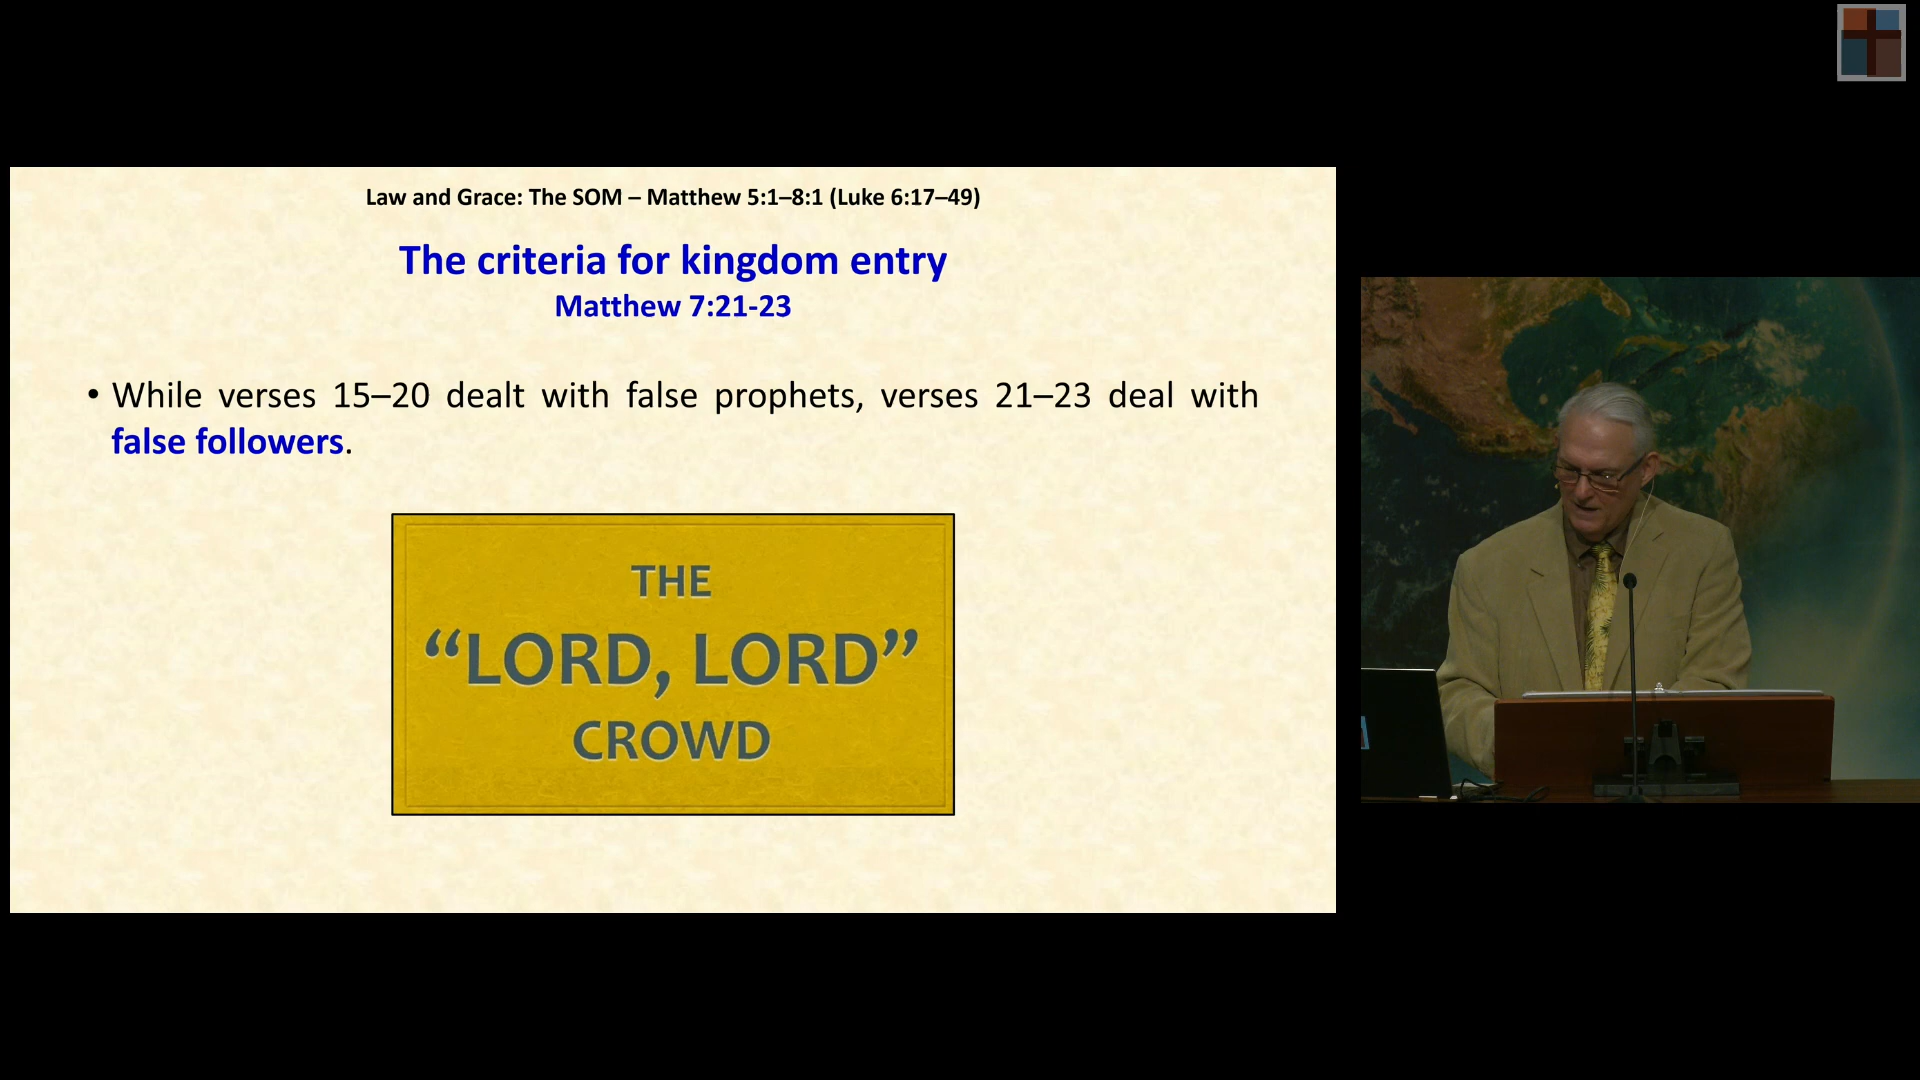 Law and Grace: The SOM – Matthew 5:1–8:1 (Luke 6:17–49)
The criteria for kingdom entry
Matthew 7:21-23
• While verses 15–20 dealt with false prophets, verses 21–23 deal with
false followers.
THE
“LORD, LORD”
CROWD